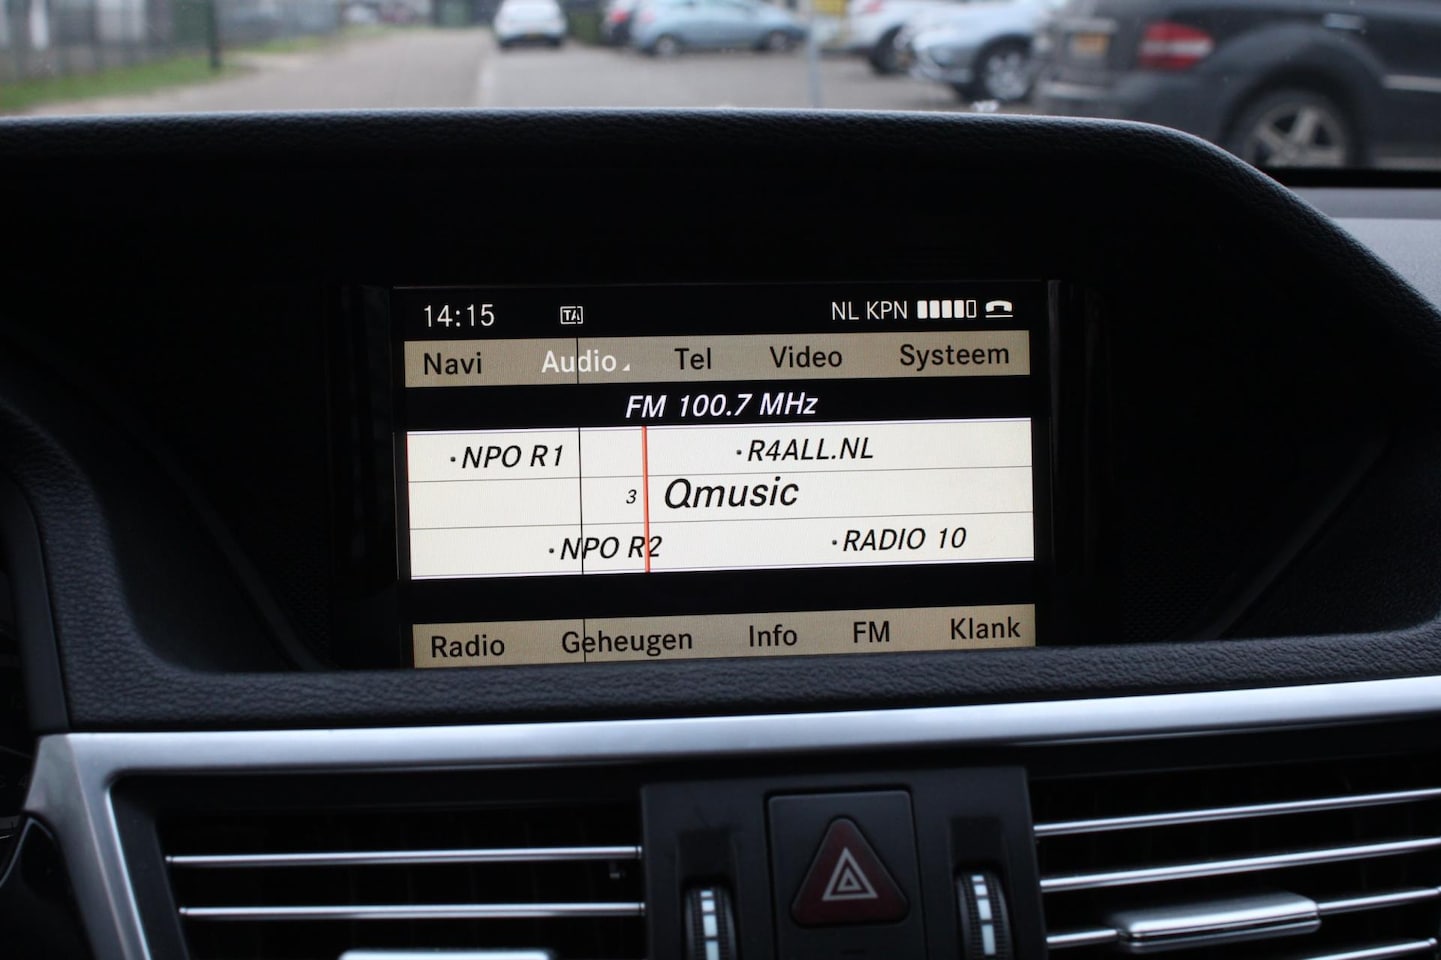 14:15 TA NL KPN
Navi Audio Tel Video Systeem
FM 100.7 MHz
·NPO R1 ·R4ALL.NL
3 Qmusic
·NPO R2 ·RADIO 10
Radio Geheugen Info FM Klank